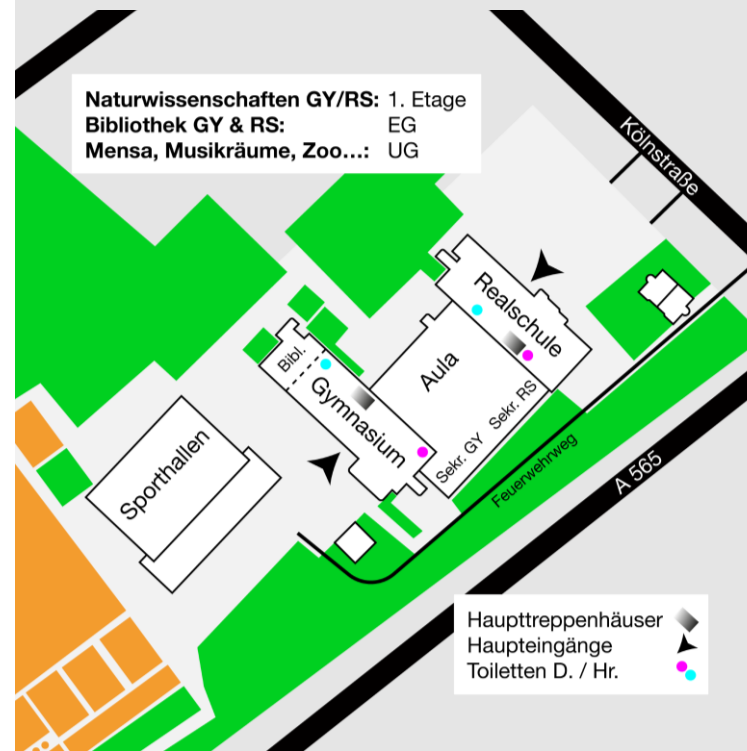 Naturwissenschaften GY/RS: 1. Etage
Bibliothek GY & RS: EG
Mensa, Musikräume, Zoo...: UG
Kölnstraße
Realschule
Aula
Bibl.
Gymnasium
Sekr. GY Sekr. RS
Sporthallen
Feuerwehrweg
A 565
Haupttreppenhäuser
Haupteingänge
Toiletten D. / Hr.